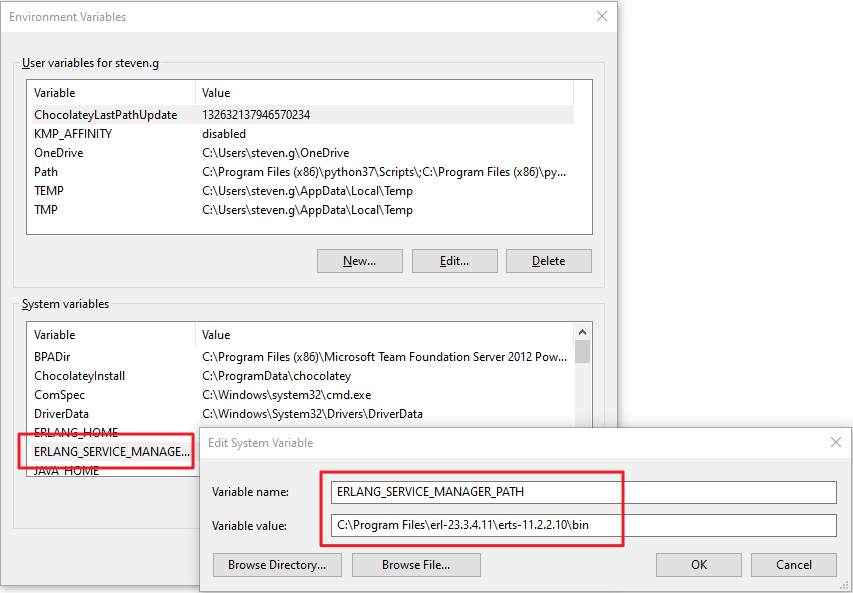 Environment Variables
User variables for steven.g
Variable Value
ChocolateyLastPathUpdate 132632137946570234
KMP_AFFINITY disabled
OneDrive C:\Users\steven.g\OneDrive
Path C:\Program Files (x86)\python37\Scripts\;C:\Program Files (x86)\py...
TEMP C:\Users\steven.g\AppData\Local\Temp
TMP C:\Users\steven.g\AppData\Local\Temp
New... Edit... Delete
System variables
Variable Value
BPADir C:\Program Files (x86)\Microsoft Team Foundation Server 2012 Pow...
ChocolateyInstall C:\ProgramData\chocolatey
ComSpec C:\Windows\system32\cmd.exe
DriverData C:\Windows\System32\Drivers\DriverData
ERLANG_HOME
ERLANG_SERVICE_MANAGE...
JAVA_HOME
Edit System Variable
Variable name: ERLANG_SERVICE_MANAGER_PATH
Variable value: C:\Program Files\erl-23.3.4.11\erts-11.2.2.10\bin
Browse Directory... Browse File... OK Cancel